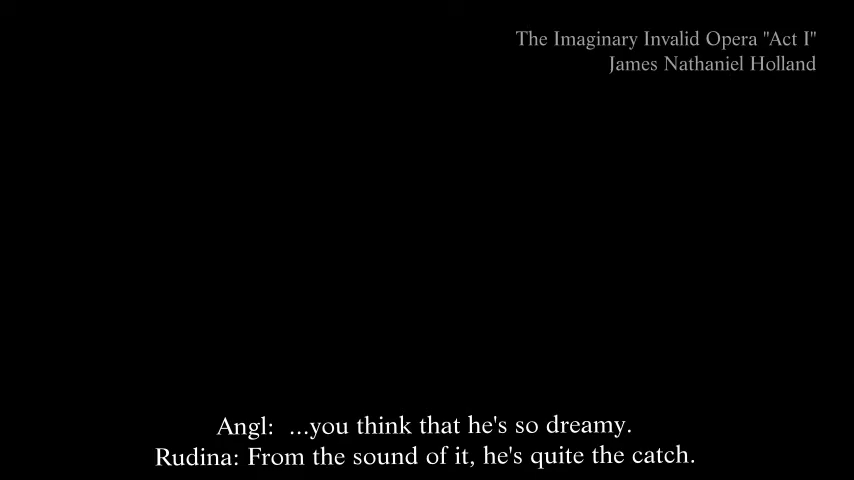 The Imaginary Invalid Opera "Act I"
James Nathaniel Holland
Angl:  ...you think that he's so dreamy.
Rudina: From the sound of it, he's quite the catch.